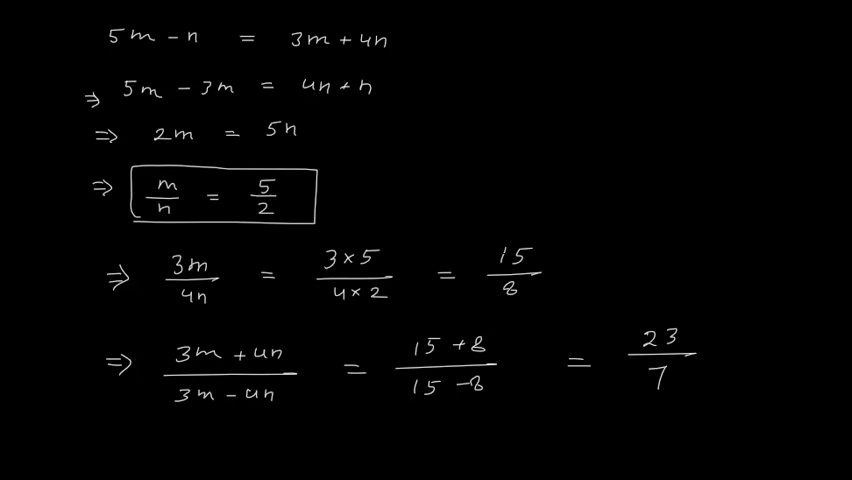 5m - n = 3m + 4n
⇒ 5m - 3m = 4n + n
⇒ 2m = 5n
⇒ m/n = 5/2
⇒ 3m/4n = 3×5/4×2 = 15/8
⇒ 3m + 4n/3m - 4n = 15 + 8/15 - 8 = 23/7